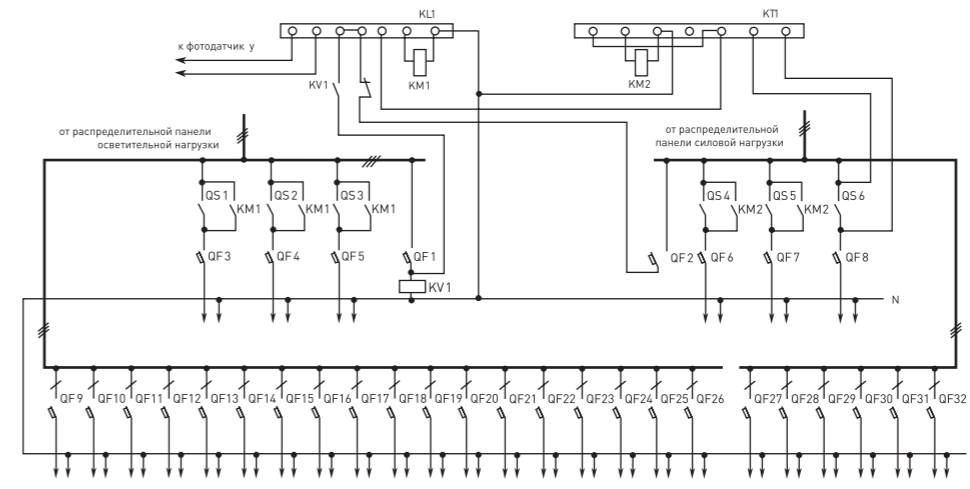 KL1
KT1
к фотодатчик у
KV1
KM1
KM2
от распределительной панели
осветительной нагрузки
от распределительной
панели силовой нагрузки
QS1
KM1
QS2
KM1
QS3
KM1
QS4
KM2
QS5
KM2
QS6
QF3
QF4
QF5
QF1
QF2
QF6
QF7
QF8
KV1
N
QF9
QF10
QF11
QF12
QF13
QF14
QF15
QF16
QF17
QF18
QF19
QF20
QF21
QF22
QF23
QF24
QF25
QF26
QF27
QF28
QF29
QF30
QF31
QF32